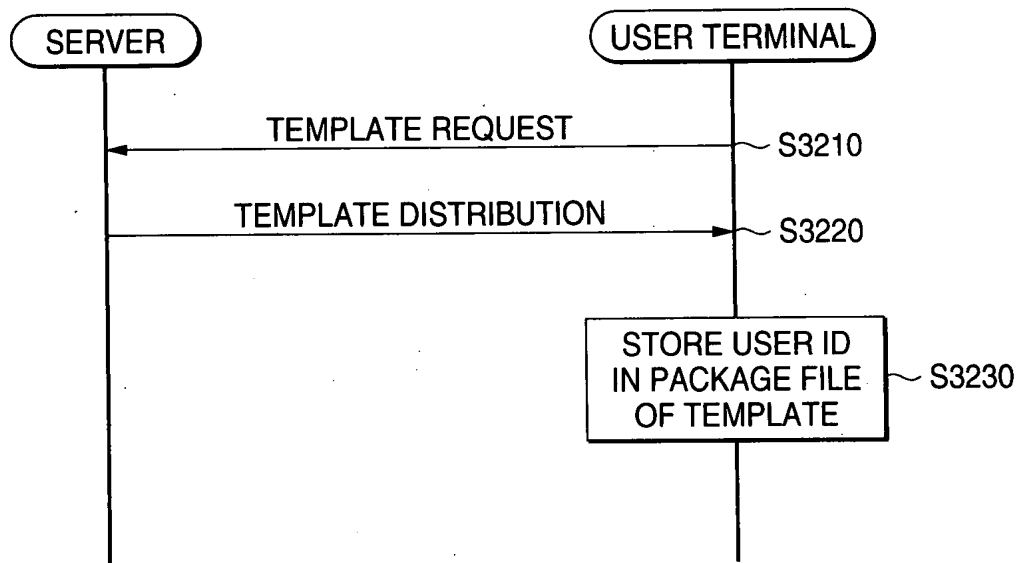 SERVER
USER TERMINAL
TEMPLATE REQUEST
S3210
TEMPLATE DISTRIBUTION
S3220
STORE USER ID
IN PACKAGE FILE
OF TEMPLATE
S3230